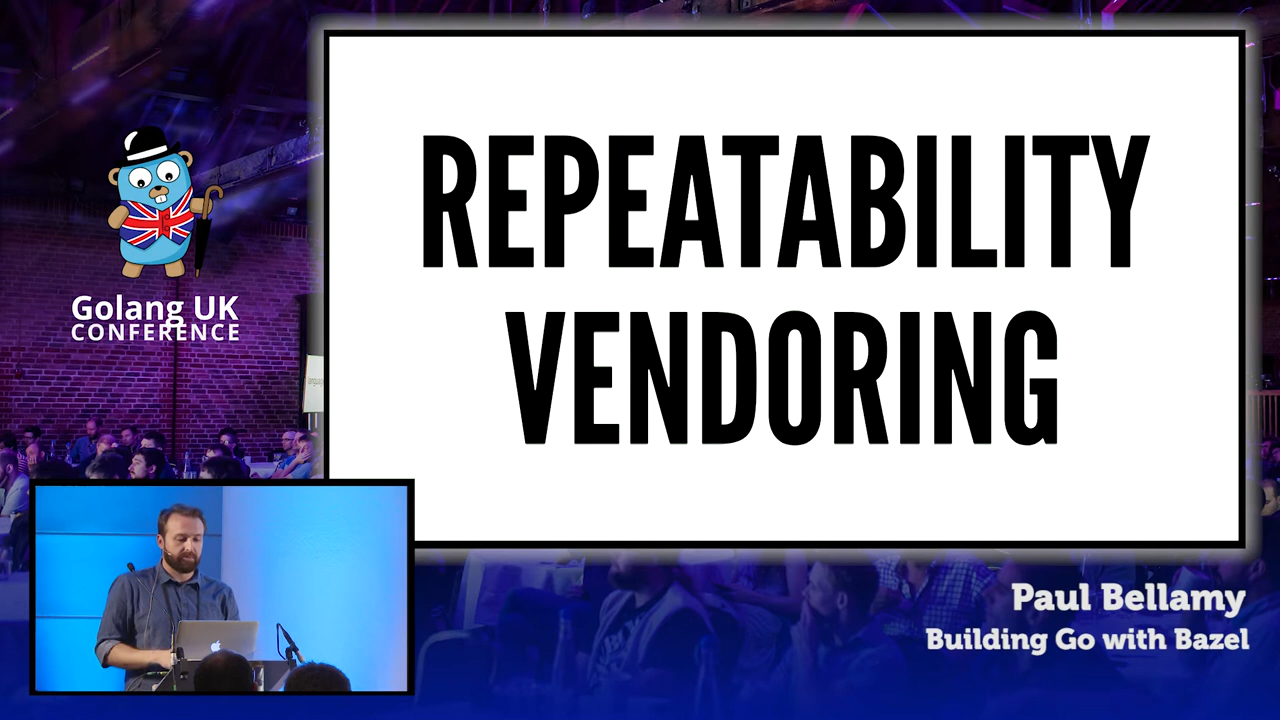 REPEATABILITY
VENDORING
Golang UK
CONFERENCE
Paul Bellamy
Building Go with Bazel